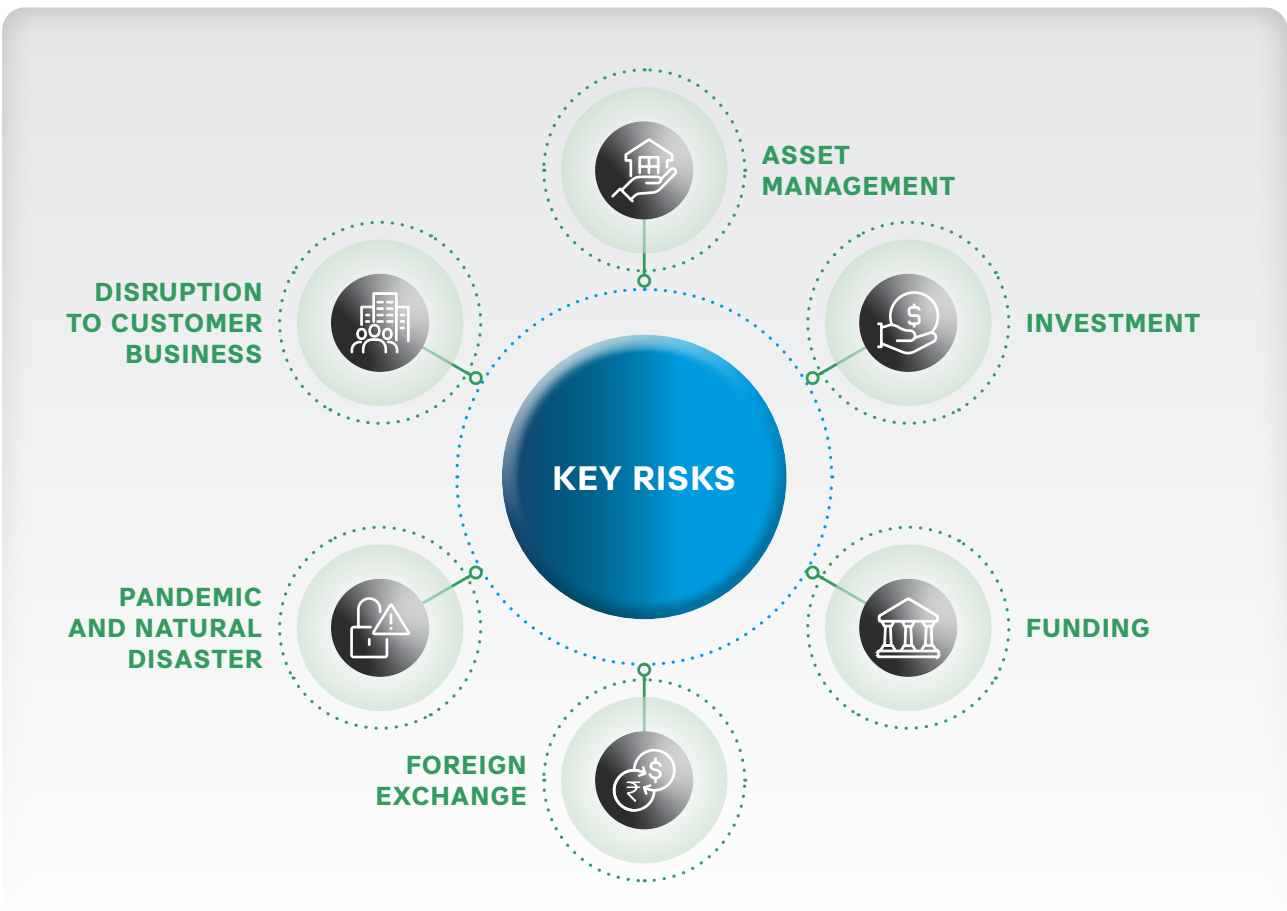 ASSET
MANAGEMENT
DISRUPTION
TO CUSTOMER
BUSINESS
$
INVESTMENT
KEY RISKS
PANDEMIC
AND NATURAL
DISASTER
FUNDING
FOREIGN
EXCHANGE
$
₹